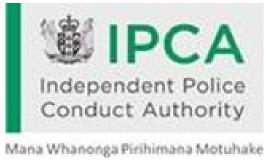 IPCA
Independent Police
Conduct Authority
Mana Whanonga Pirihimana Motuhake